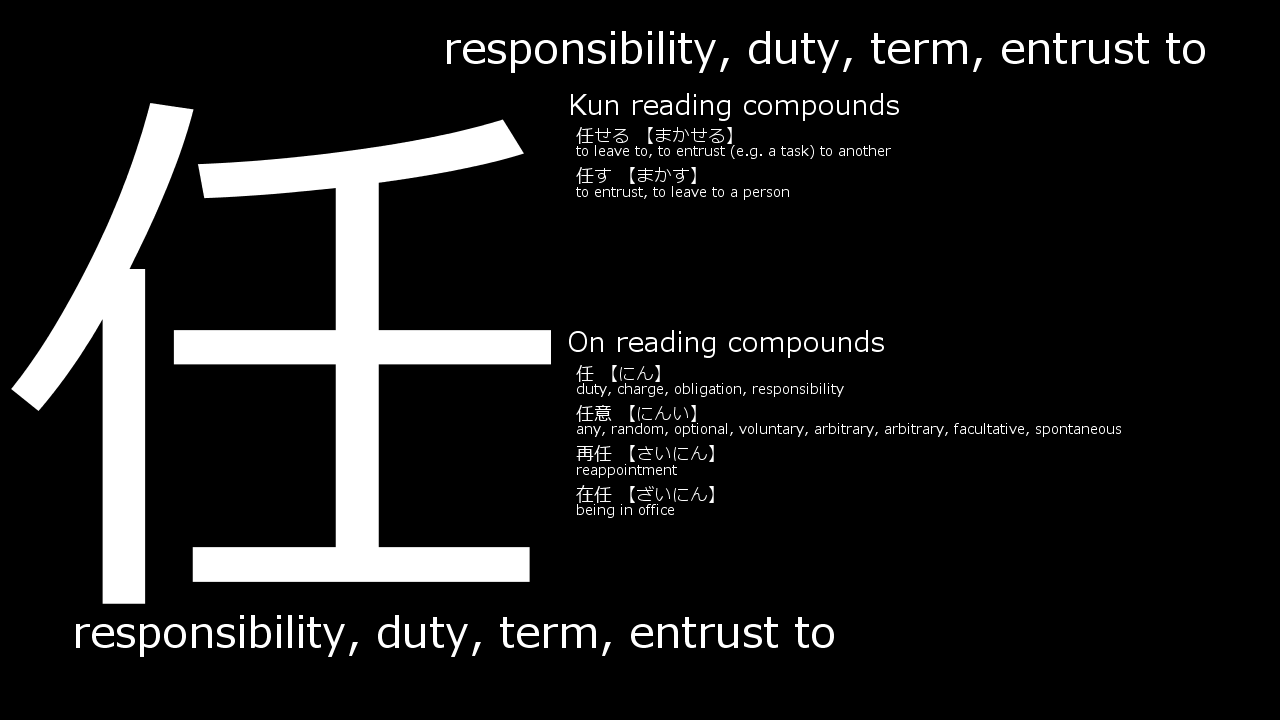 responsibility, duty, term, entrust to
任
Kun reading compounds
任せる 【まかせる】
to leave to, to entrust (e.g. a task) to another
任す 【まかす】
to entrust, to leave to a person
On reading compounds
任 【にん】
duty, charge, obligation, responsibility
任意 【にんい】
any, random, optional, voluntary, arbitrary, arbitrary, facultative, spontaneous
再任 【さいにん】
reappointment
在任 【ざいにん】
being in office
responsibility, duty, term, entrust to